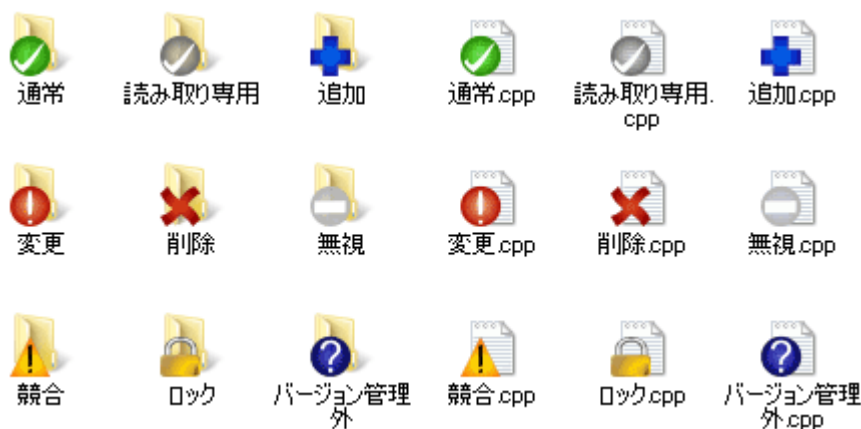 通常
読み取り専用
追加
通常.cpp
読み取り専用.
cpp
追加.cpp
変更
削除
無視
変更.cpp
削除.cpp
無視.cpp
競合
ロック
バージョン管理
外
競合.cpp
ロック.cpp
バージョン管理
外.cpp